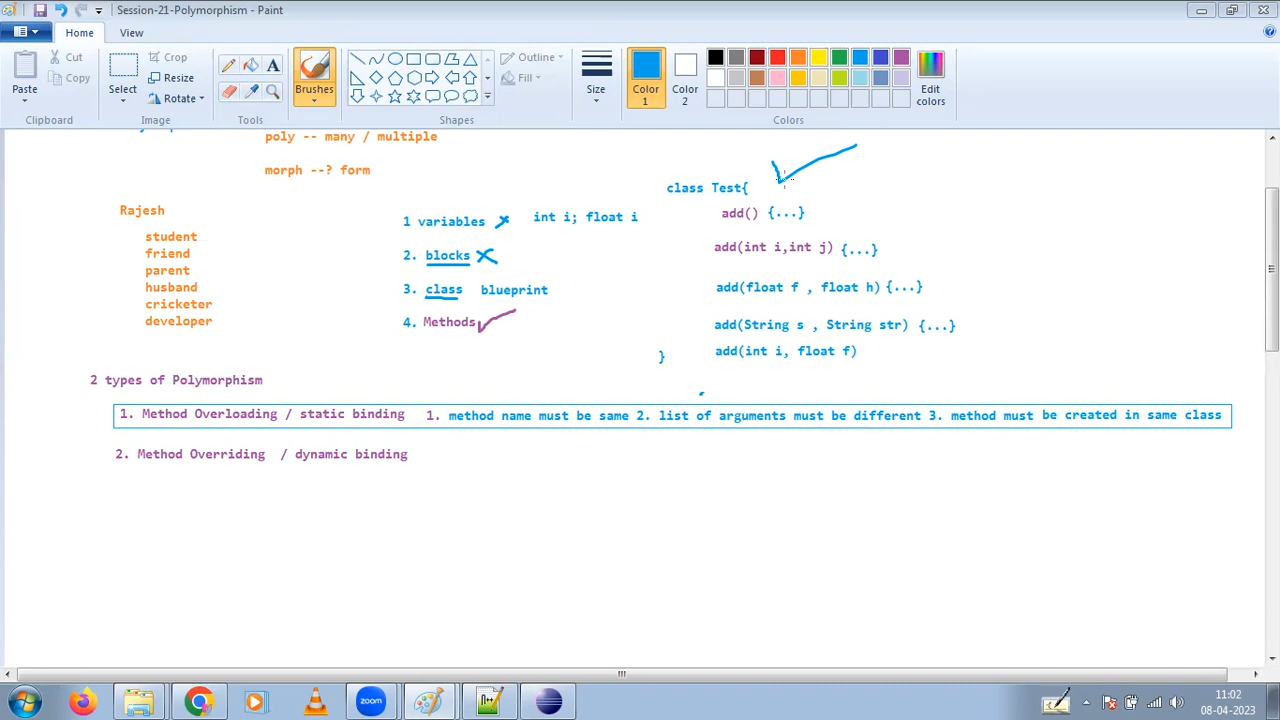 Session-21-Polymorphism - Paint
Home
View
Paste
Cut
Copy
Clipboard
Select
Crop
Resize
Rotate
Image
A
Tools
Brushes
Outline
Fill
Shapes
Size
Color 1
Color 2
Edit colors
Colors
poly -- many / multiple
morph --? form
Rajesh
student
friend
parent
husband
cricketer
developer
1 variables
int i; float i
2. blocks
3. class blueprint
4. Methods
class Test{
add() {...}
add(int i,int j) {...}
add(float f , float h) {...}
add(String s , String str) {...}
add(int i, float f)
}
2 types of Polymorphism
1. Method Overloading / static binding 1. method name must be same 2. list of arguments must be different 3. method must be created in same class
2. Method Overriding / dynamic binding
zoom
11:02
08-04-2023